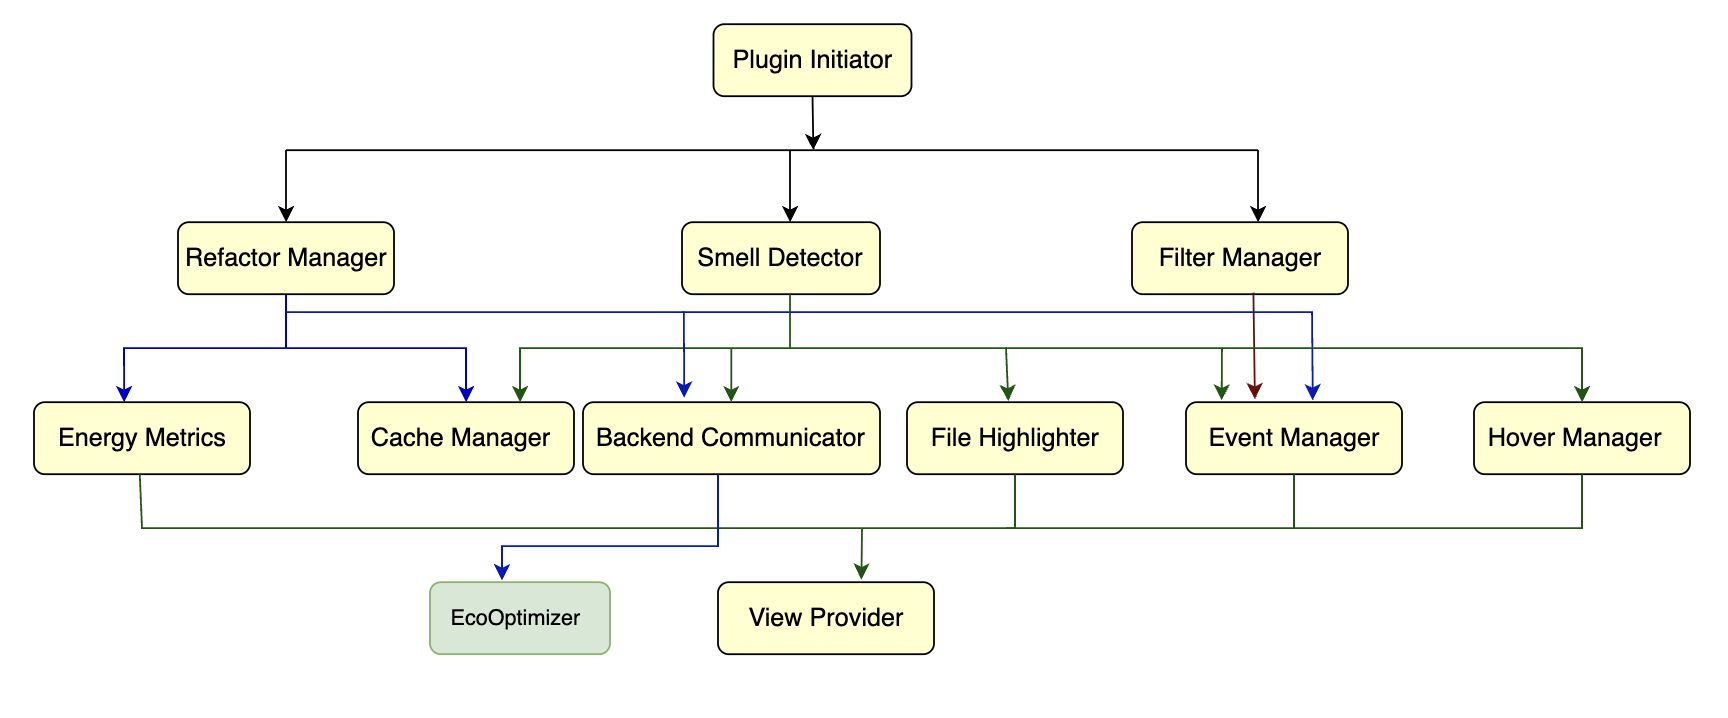 Plugin Initiator
Refactor Manager
Smell Detector
Filter Manager
Energy Metrics
Cache Manager
Backend Communicator
File Highlighter
Event Manager
Hover Manager
EcoOptimizer
View Provider